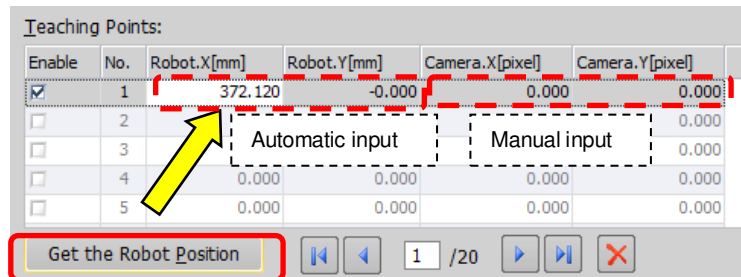 Teaching Points:
Enable No. Robot.X[mm] Robot.Y[mm] Camera.X[pixel] Camera.Y[pixel]
1 372.120 -0.000 0.000 0.000
2 0.000
Automatic input Manual input
3 0.000
4 0.000 0.000 0.000 0.000
5 0.000 0.000 0.000 0.000
Get the Robot Position 1 /20